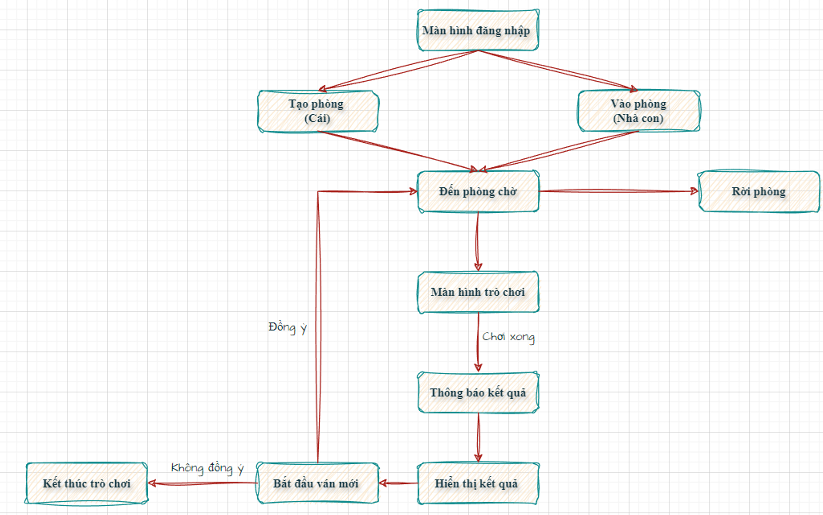 Màn hình đăng nhập
Tạo phòng
(Cái)
Vào phòng
(Nhà con)
Đến phòng chờ
Rời phòng
Màn hình trò chơi
Đồng ý
Chơi xong
Thông báo kết quả
Không đồng ý
Kết thúc trò chơi
Bắt đầu ván mới
Hiển thị kết quả